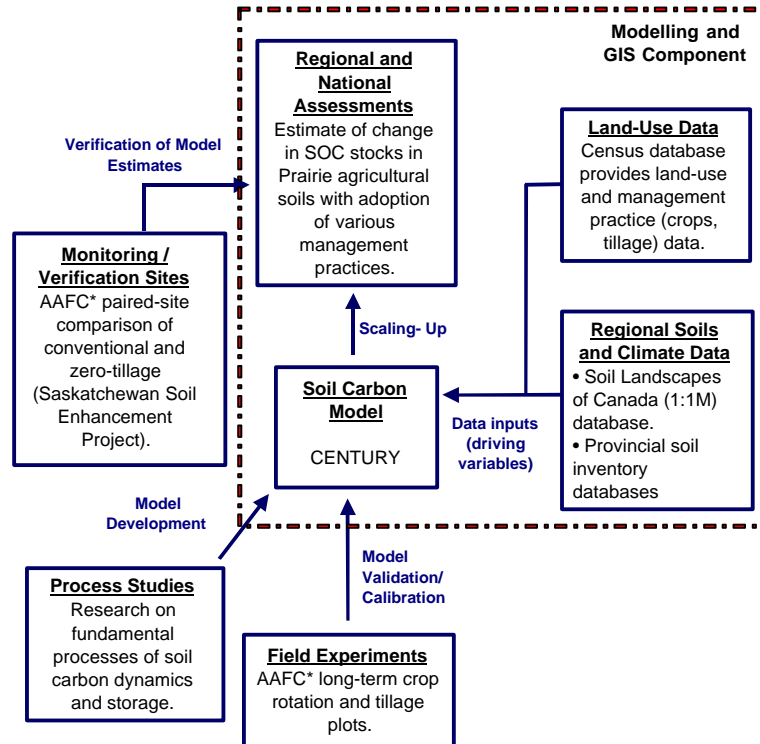 Modelling and
GIS Component
Regional and
National
Assessments
Estimate of change
in SOC stocks in
Prairie agricultural
soils with adoption
of various
management
practices.
Land-Use Data
Census database
provides land-use
and management
practice (crops,
tillage) data.
Verification of Model
Estimates
Monitoring /
Verification Sites
AAFC* paired-site
comparison of
conventional and
zero-tillage
(Saskatchewan Soil
Enhancement
Project).
Scaling- Up
Regional Soils
and Climate Data
• Soil Landscapes
of Canada (1:1M)
database.
• Provincial soil
inventory
databases
Soil Carbon
Model
CENTURY
Data inputs
(driving
variables)
Model
Development
Model
Validation/
Calibration
Process Studies
Research on
fundamental
processes of soil
carbon dynamics
and storage.
Field Experiments
AAFC* long-term crop
rotation and tillage
plots.